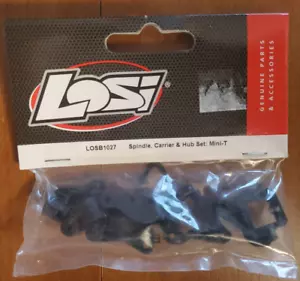 LOSI
GENUINE PARTS
& ACCESSORIES
LOSB1027 Spindle, Carrier & Hub Set: Mini-T